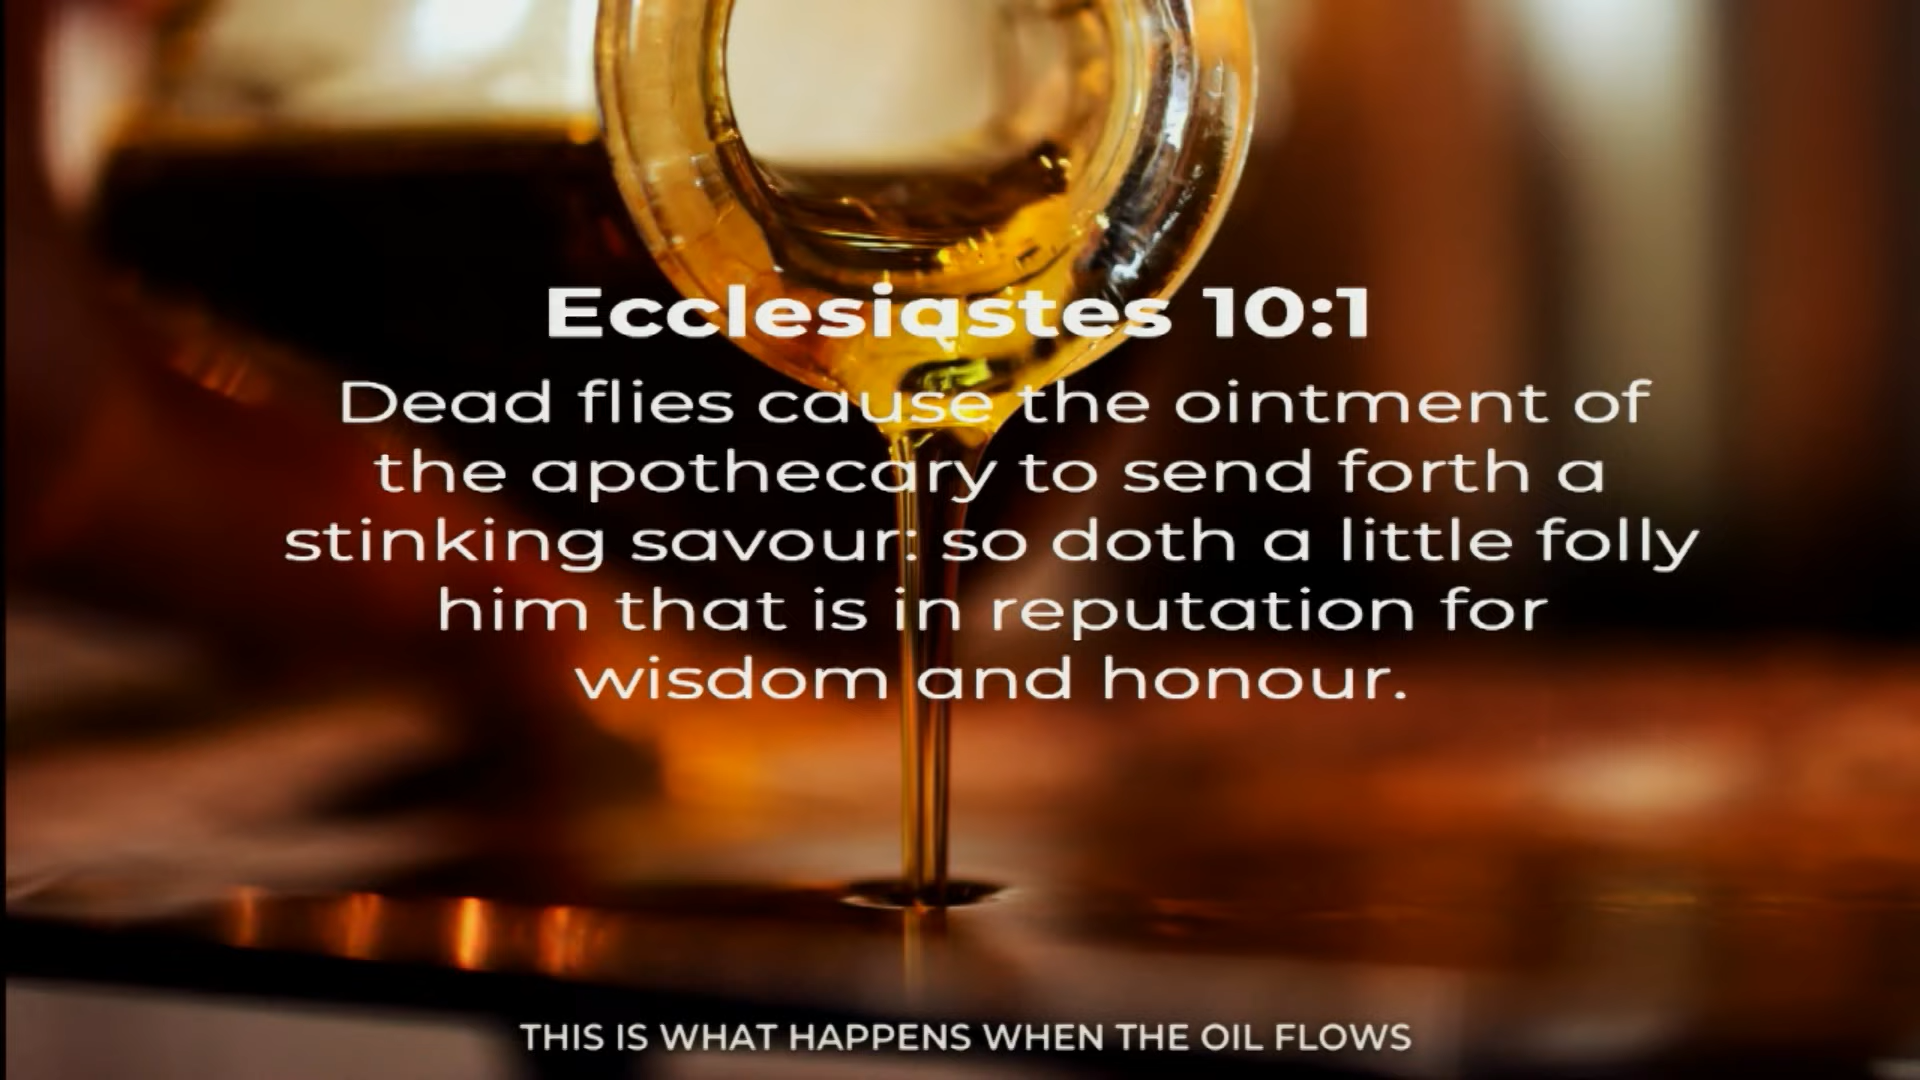 Ecclesiastes 10:1
Dead flies cause the ointment of
the apothecary to send forth a
stinking savour: so doth a little folly
him that is in reputation for
wisdom and honour.
THIS IS WHAT HAPPENS WHEN THE OIL FLOWS